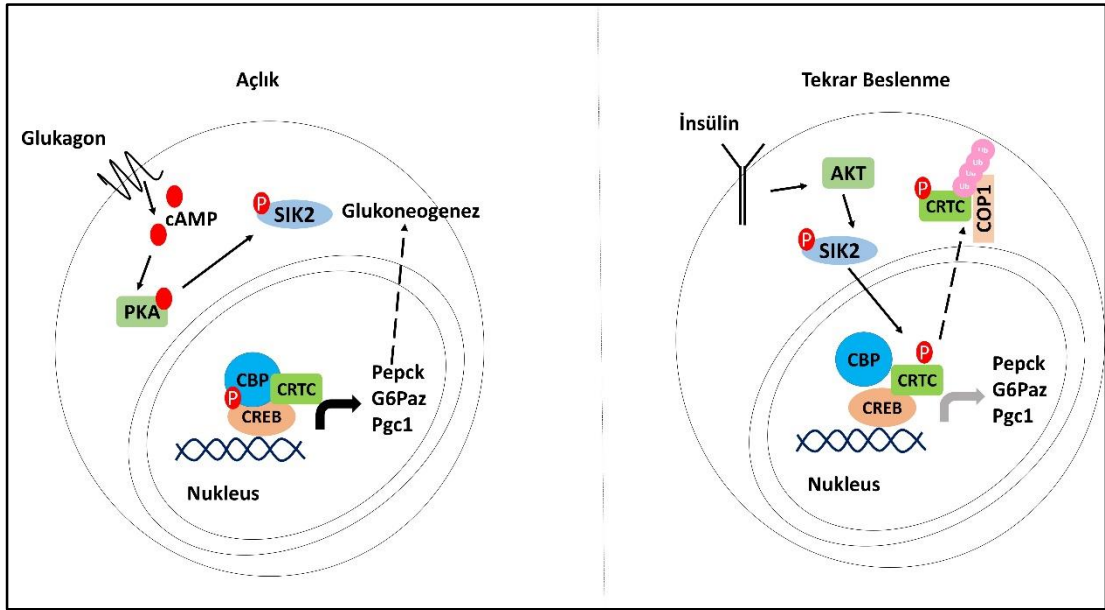 Açlık
Glukagon
cAMP
P
SIK2
Glukoneogenez
PKA
CBP
CRTC
P
CREB
Pepck
G6Paz
Pgc1
Nukleus
Tekrar Beslenme
İnsülin
AKT
Ub
Ub
Ub
Ub
P
CRTC
COP1
P
SIK2
P
CBP
CRTC
CREB
Pepck
G6Paz
Pgc1
Nukleus